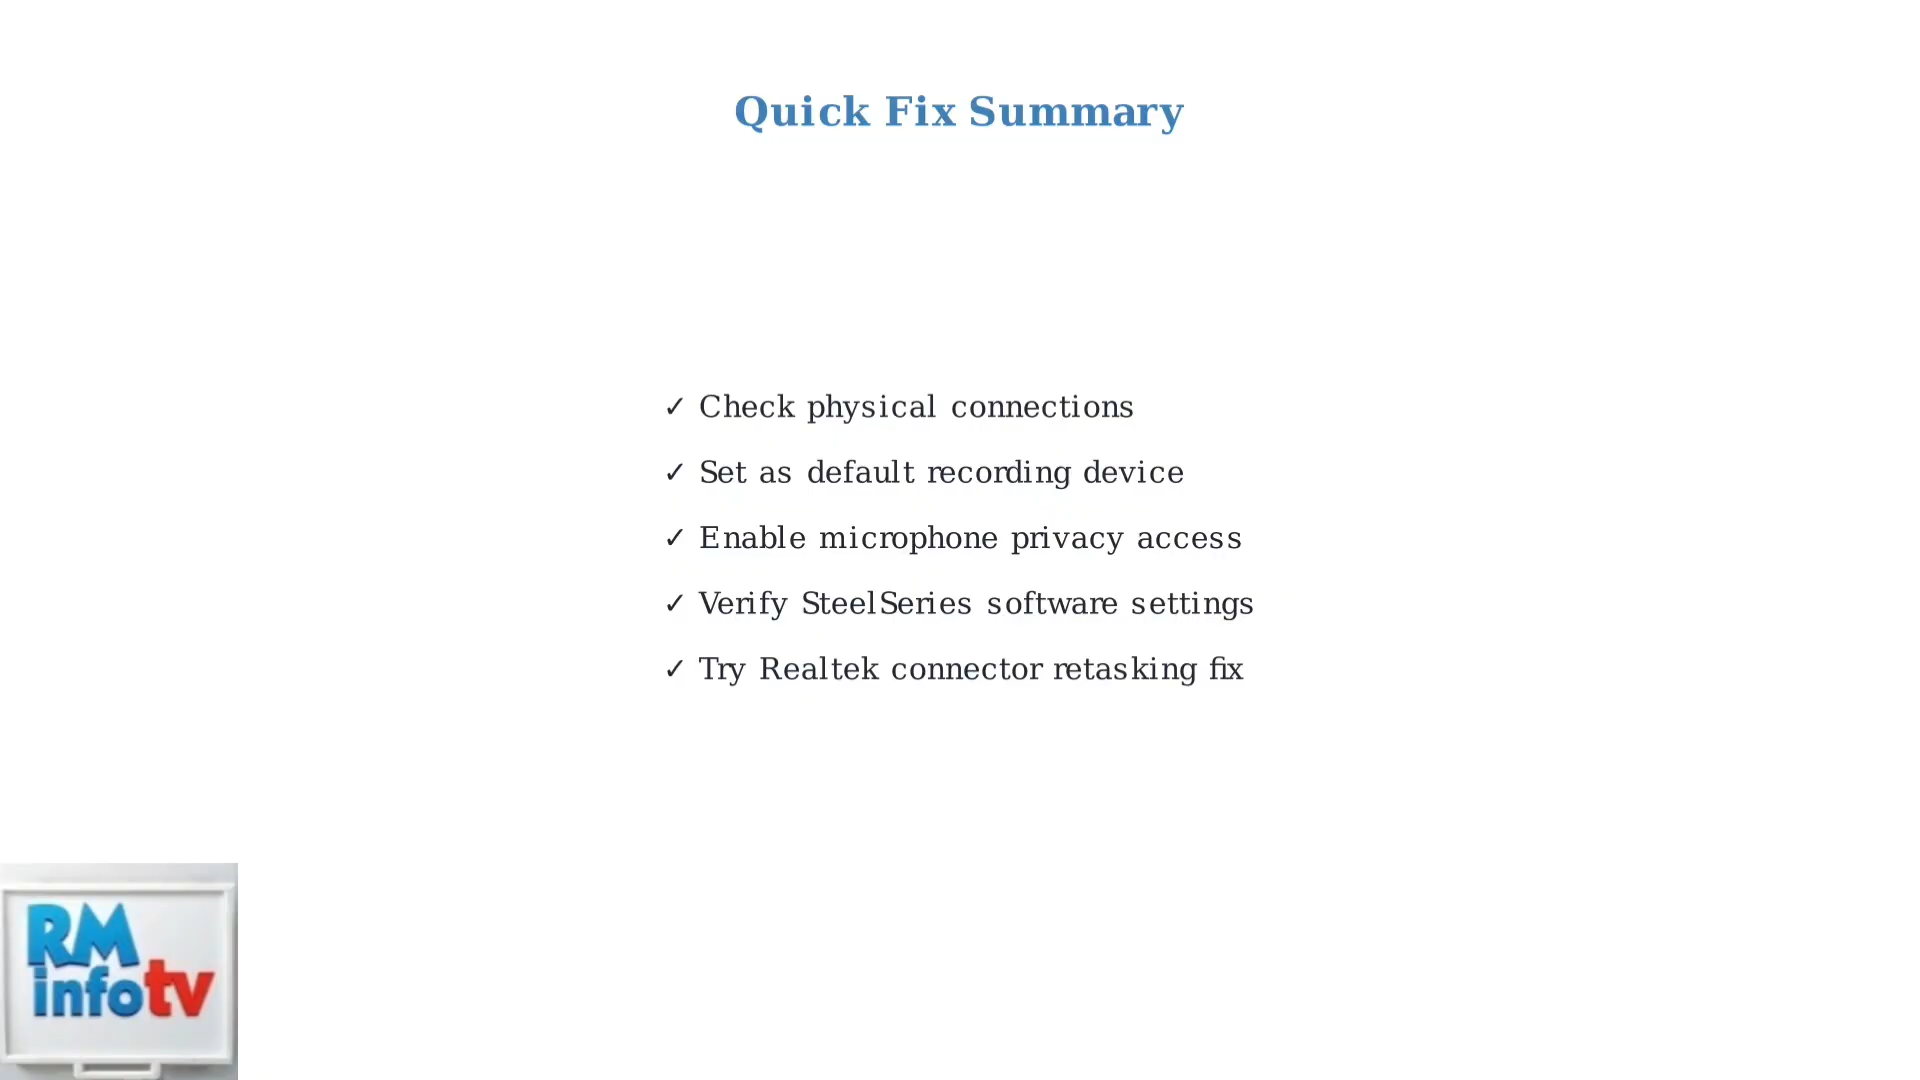 Quick Fix Summary
✓ Check physical connections
✓ Set as default recording device
✓ Enable microphone privacy access
✓ Verify SteelSeries software settings
✓ Try Realtek connector retasking fix
RM
infotv